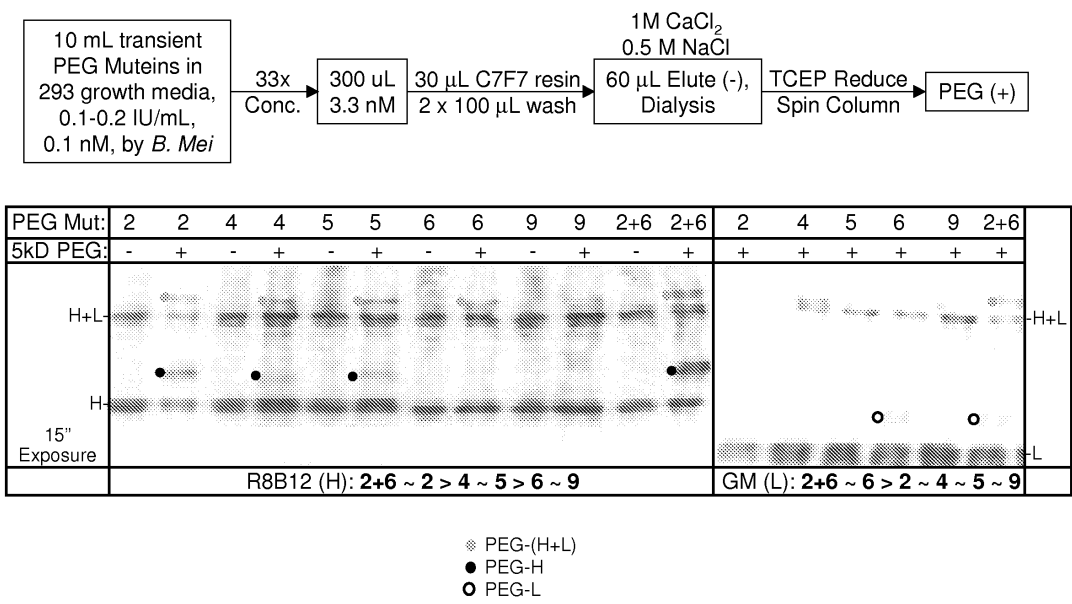 10 mL transient
PEG Muteins in
293 growth media,
0.1-0.2 IU/mL,
0.1 nM, by B. Mei
33x
Conc.
300 uL
3.3 nM
30 μL C7F7 resin
2 x 100 μL wash
1M CaCl₂
0.5 M NaCl
60 μL Elute (-),
Dialysis
TCEP Reduce
Spin Column
PEG (+)
PEG Mut: 2 2 4 4 5 5 6 6 9 9 2+6 2+6 2 4 5 6 9 2+6
5kD PEG: - + - + - + - + - + - + + + + + + +
H+L- -H+L
H-
15" Exposure
-L
R8B12 (H): 2+6 ~ 2 > 4 ~ 5 > 6 ~ 9 GM (L): 2+6 ~ 6 > 2 ~ 4 ~ 5 ~ 9
PEG-(H+L)
PEG-H
PEG-L